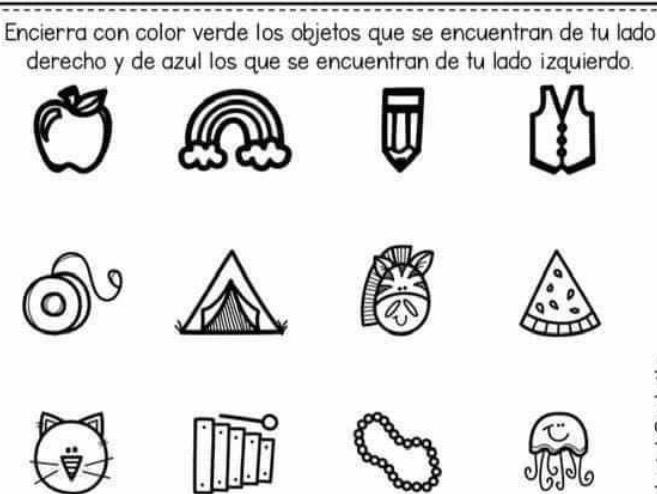 Encierra con color verde los objetos que se encuentran de tu lado
derecho y de azul los que se encuentran de tu lado izquierdo.